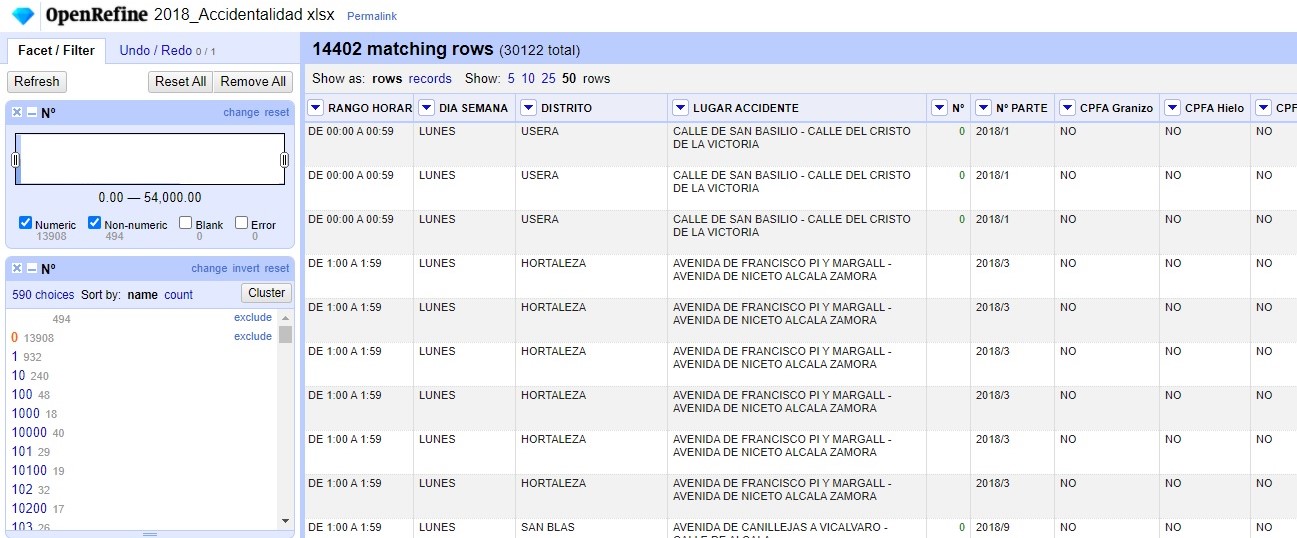 OpenRefine 2018_Accidentalidad xlsx Permalink
Facet / Filter Undo / Redo 0 / 1
Refresh Reset All Remove All
Nº change reset
0.00 — 54,000.00
Numeric Non-numeric Blank Error
13908 494 0 0
Nº change invert reset
590 choices Sort by: name count Cluster
494 exclude
0 13908 exclude
1 932
10 240
100 48
1000 18
10000 40
101 29
10100 19
102 32
10200 17
103 26
14402 matching rows (30122 total)
Show as: rows records Show: 5 10 25 50 rows
RANGO HORAR DIA SEMANA DISTRITO LUGAR ACCIDENTE Nº Nº PARTE CPFA Granizo CPFA Hielo CPF
DE 00:00 A 00:59 LUNES USERA CALLE DE SAN BASILIO - CALLE DEL CRISTO 0 2018/1 NO NO NO
DE LA VICTORIA
DE 00:00 A 00:59 LUNES USERA CALLE DE SAN BASILIO - CALLE DEL CRISTO 0 2018/1 NO NO NO
DE LA VICTORIA
DE 00:00 A 00:59 LUNES USERA CALLE DE SAN BASILIO - CALLE DEL CRISTO 0 2018/1 NO NO NO
DE LA VICTORIA
DE 1:00 A 1:59 LUNES HORTALEZA AVENIDA DE FRANCISCO PI Y MARGALL - 2018/3 NO NO NO
AVENIDA DE NICETO ALCALA ZAMORA
DE 1:00 A 1:59 LUNES HORTALEZA AVENIDA DE FRANCISCO PI Y MARGALL - 2018/3 NO NO NO
AVENIDA DE NICETO ALCALA ZAMORA
DE 1:00 A 1:59 LUNES HORTALEZA AVENIDA DE FRANCISCO PI Y MARGALL - 2018/3 NO NO NO
AVENIDA DE NICETO ALCALA ZAMORA
DE 1:00 A 1:59 LUNES HORTALEZA AVENIDA DE FRANCISCO PI Y MARGALL - 2018/3 NO NO NO
AVENIDA DE NICETO ALCALA ZAMORA
DE 1:00 A 1:59 LUNES HORTALEZA AVENIDA DE FRANCISCO PI Y MARGALL - 2018/3 NO NO NO
AVENIDA DE NICETO ALCALA ZAMORA
DE 1:00 A 1:59 LUNES HORTALEZA AVENIDA DE FRANCISCO PI Y MARGALL - 2018/3 NO NO NO
AVENIDA DE NICETO ALCALA ZAMORA
DE 1:00 A 1:59 LUNES SAN BLAS AVENIDA DE CANILLEJAS A VICALVARO - 0 2018/9 NO NO NO
CALLE DE ALCALA